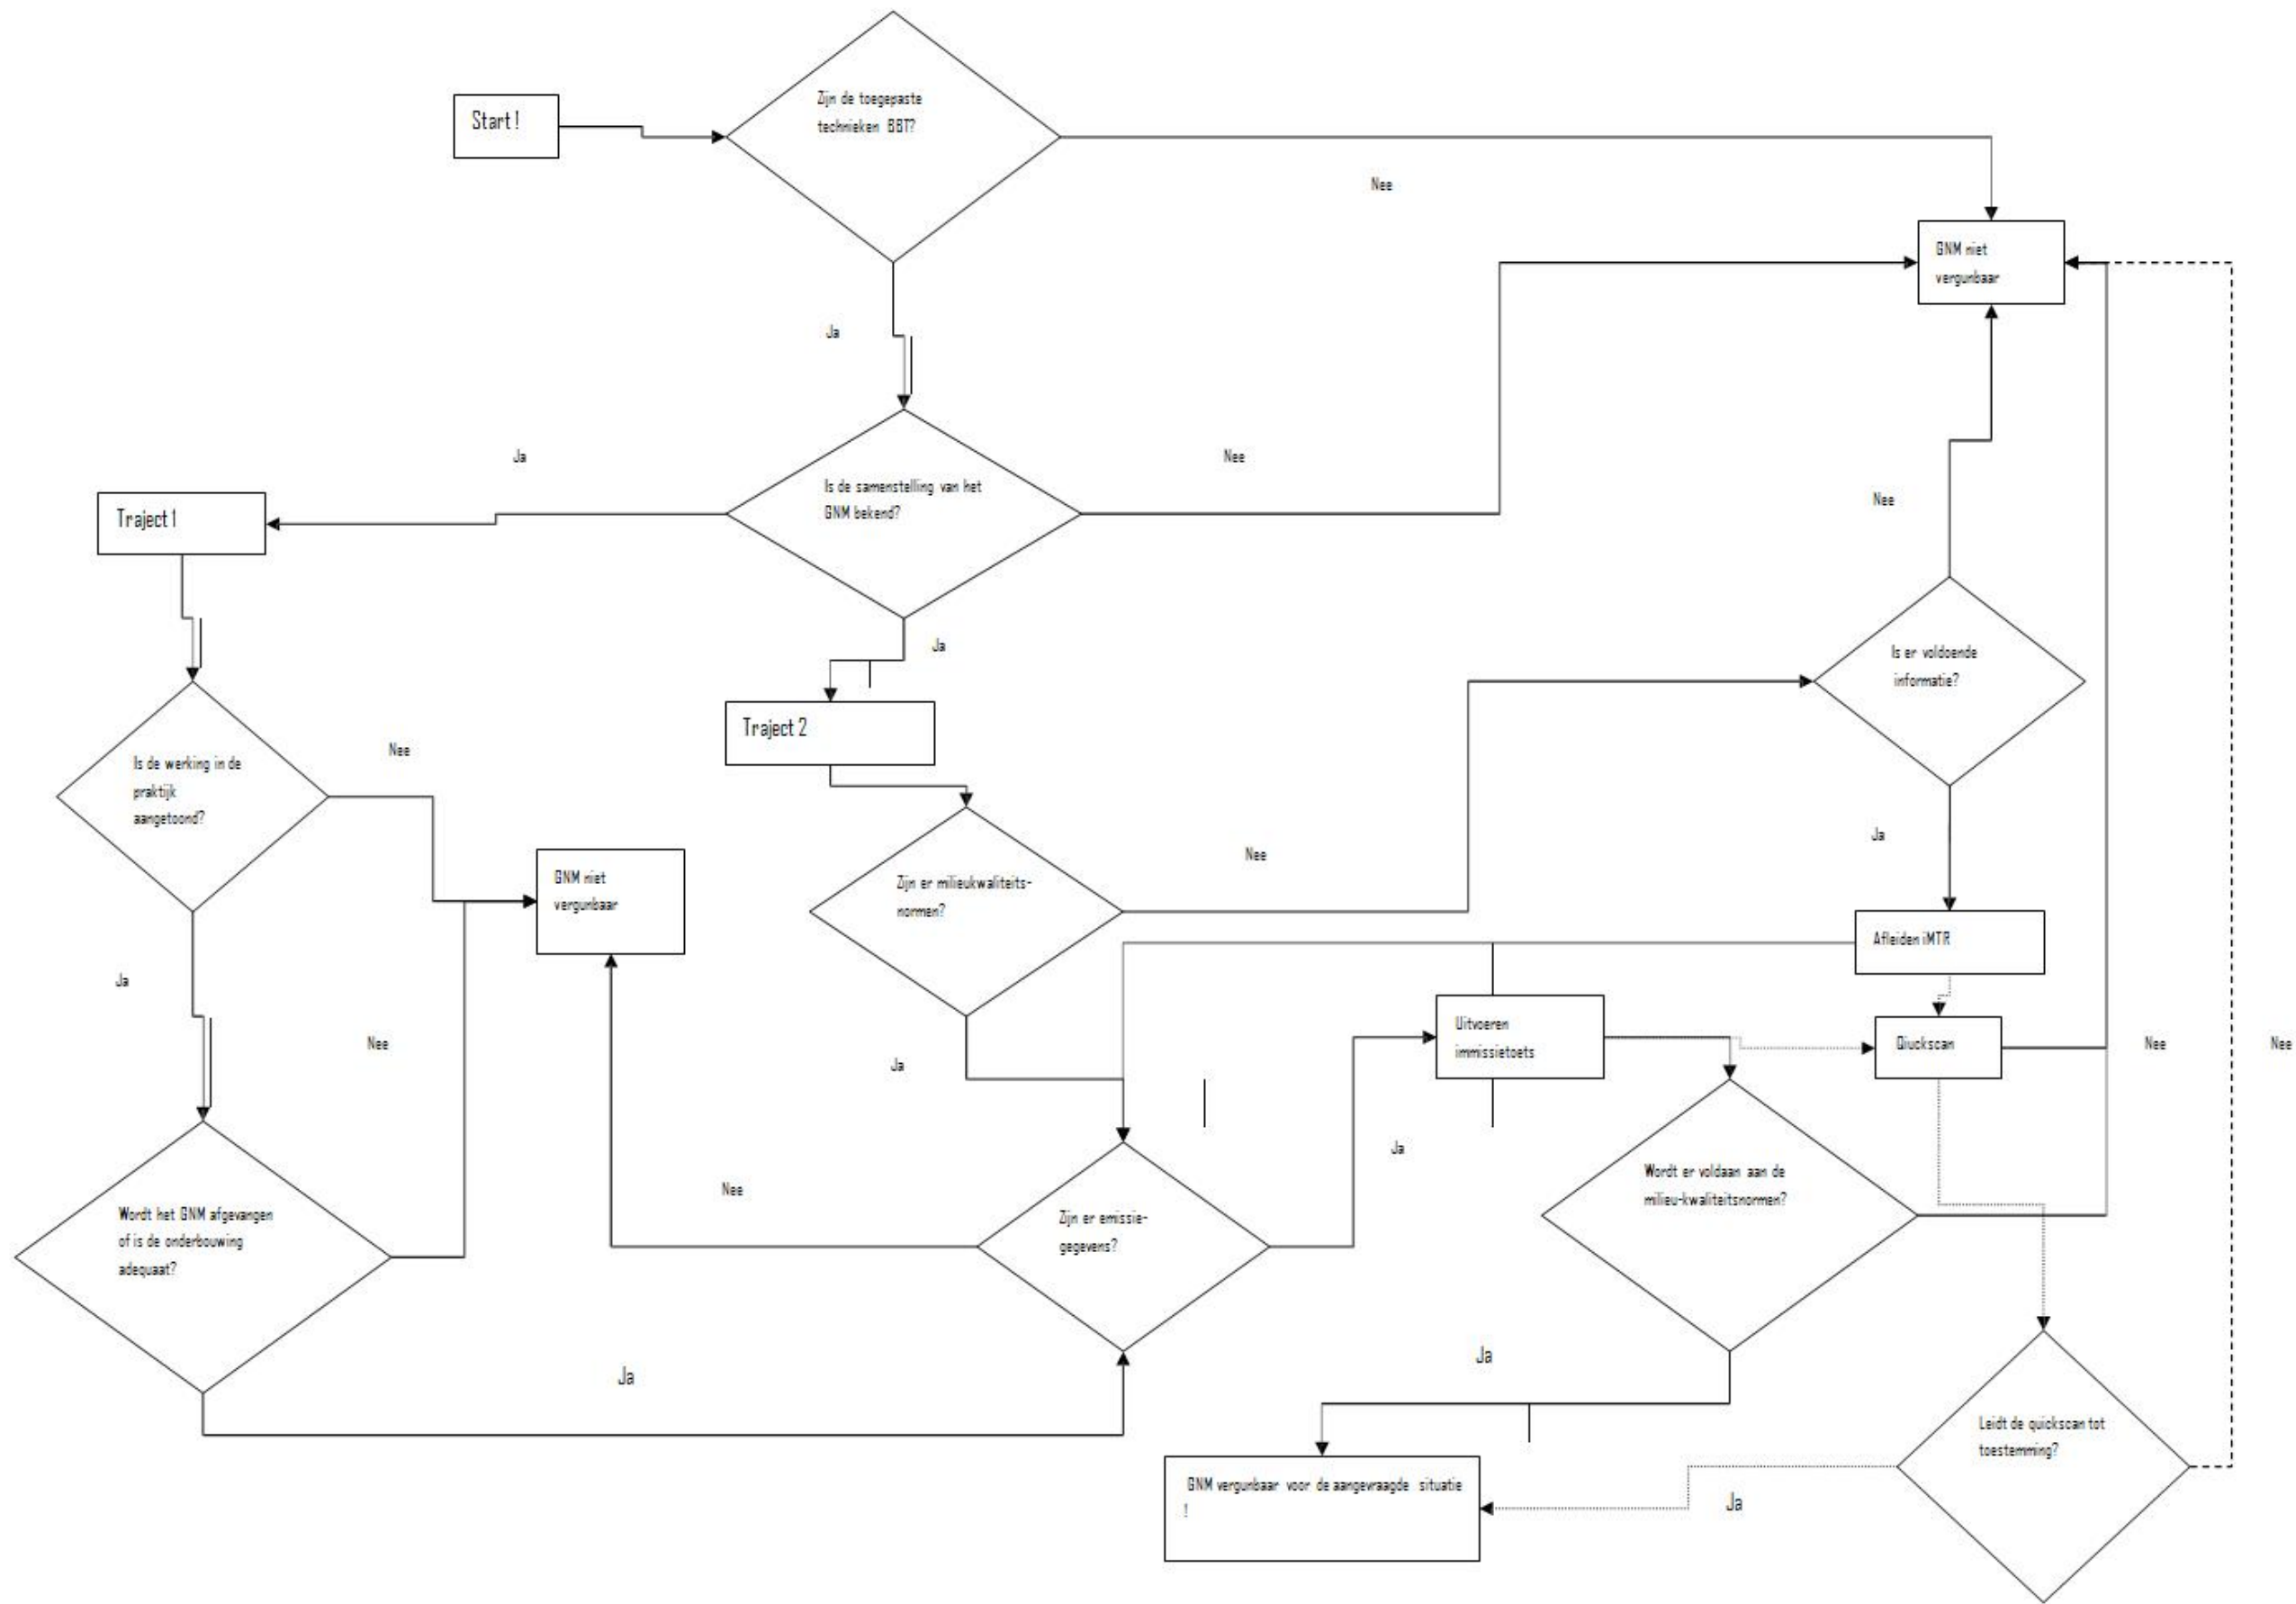 Zijn de toegepaste
technieken BBT?
Start !
Nee
GNM niet
vergunbaar
Ja
Ja
Nee
Is de samenstelling van het
GNM bekend?
Nee
Traject 1
Ja
Is er voldoende
informatie?
Traject 2
Nee
Is de werking in de
praktijk
aangetoond?
Ja
Nee
GNM niet
vergunbaar
Zijn er milieukwaliteits-
normen?
Afleiden iMTR
Ja
Uitvoeren
immissietoets
Nee
Qiuckscan
Nee
Nee
Ja
Ja
Wordt er voldaan aan de
milieu-kwaliteitsnormen?
Nee
Wordt het GNM afgevangen
of is de onderbouwing
adequaat?
Zijn er emissie-
gegevens?
Ja
Ja
Leidt de quickscan tot
toestemming?
GNM vergunbaar voor de aangevraagde situatie
!
Ja